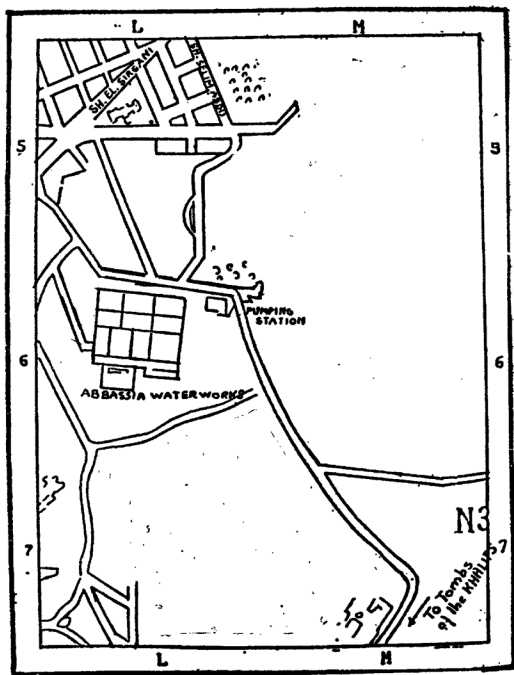 L M
SH. EL. SIRGANI
5 5
PUMPING
STATION
6 6
ABBASSIA WATERWORKS
N3
7 7
To Tombs
of the KHALIFS
L M